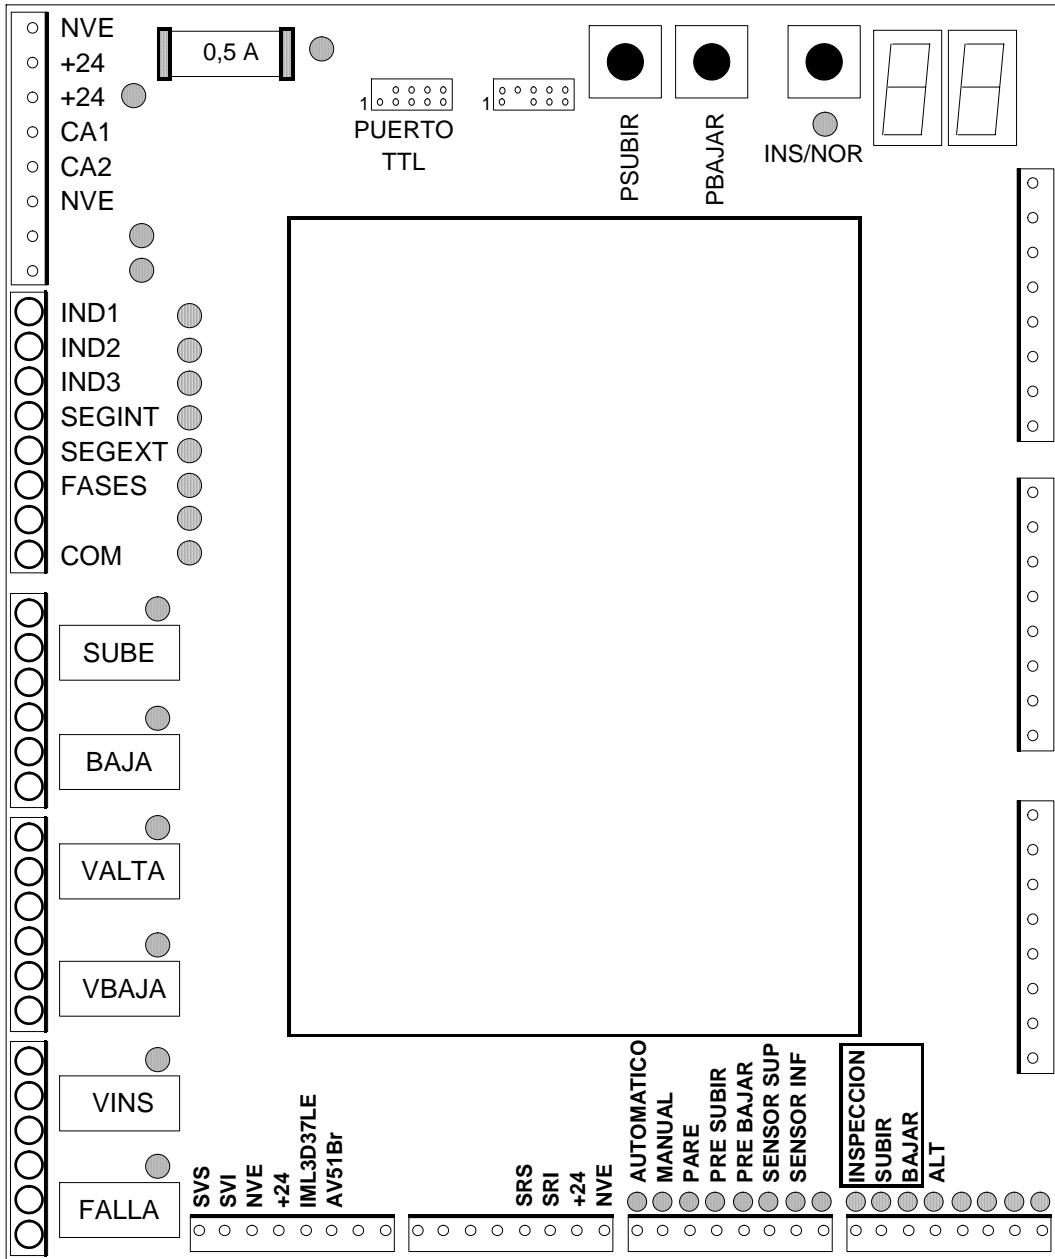 NVE
+24
+24
CA1
CA2
NVE
0,5 A
1
PUERTO
TTL
1
PSUBIR
PBAJAR
INS/NOR
IND1
IND2
IND3
SEGINT
SEGEXT
FASES
COM
SUBE
BAJA
VALTA
VBAJA
VINS
FALLA
SVS
SVI
NVE
+24
IML3D37LE
AV51Br
SRS
SRI
+24
NVE
AUTOMATICO
MANUAL
PARE
PRE SUBIR
PRE BAJAR
SENSOR SUP
SENSOR INF
INSPECCION
SUBIR
BAJAR
ALT